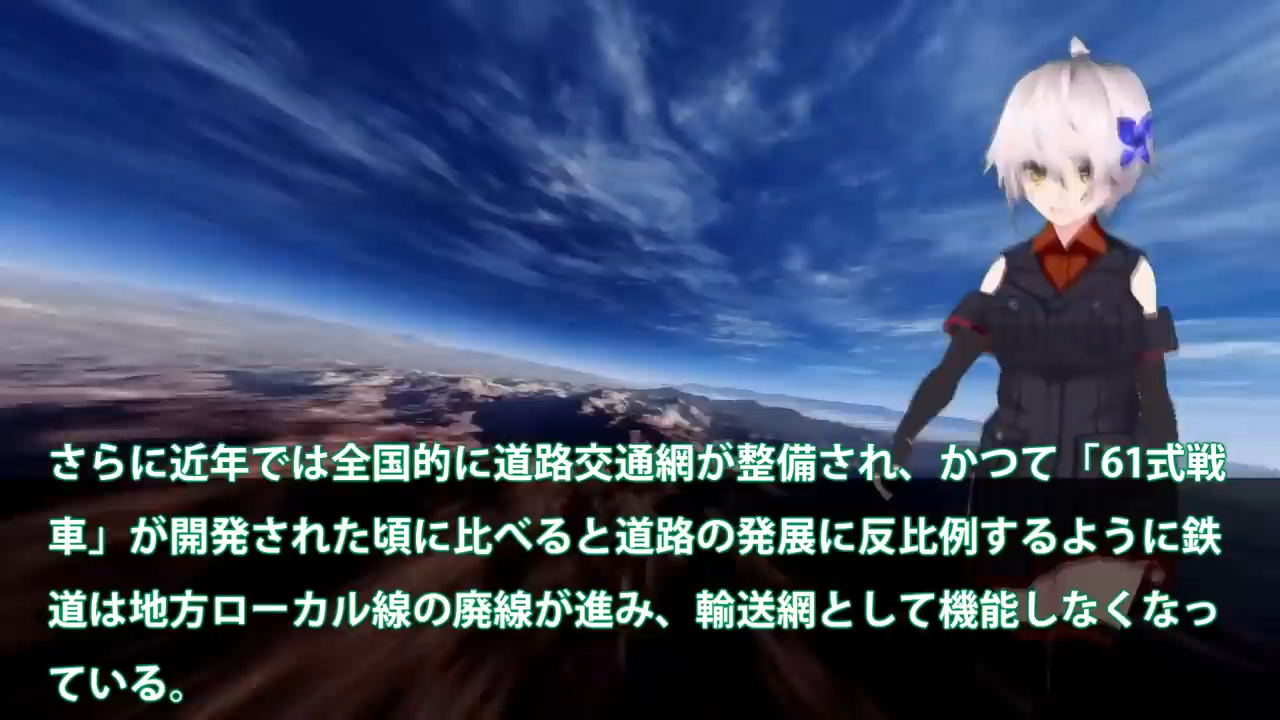 さらに近年では全国的に道路交通網が整備され、かつて「61式戦
車」が開発された頃に比べると道路の発展に反比例するように鉄
道は地方ローカル線の廃線が進み、輸送網として機能しなくなっ
ている。